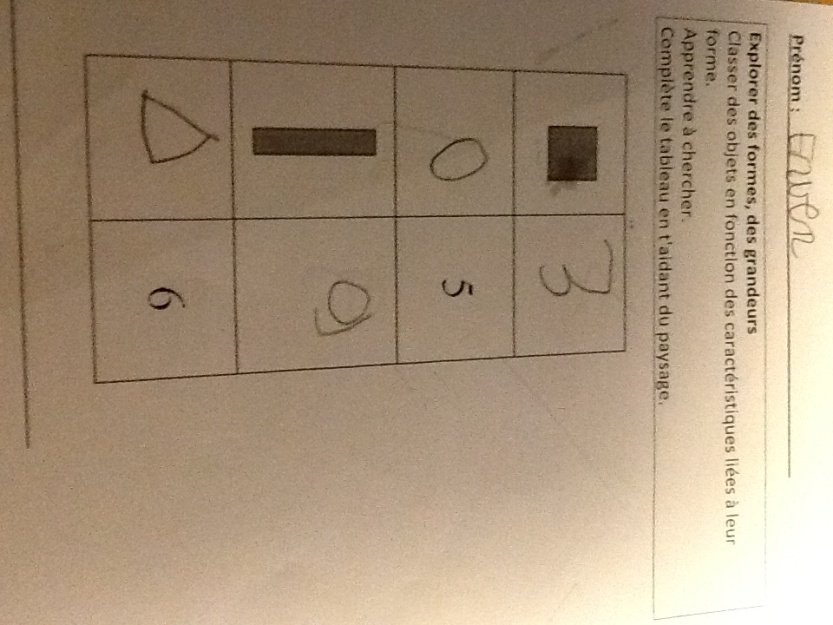 Prénom :
Explorer des formes, des grandeurs
Classer des objets en fonction des caractéristiques liées à leur
forme.
Apprendre à chercher.
Complète le tableau en t'aidant du paysage.
3
5
9
6